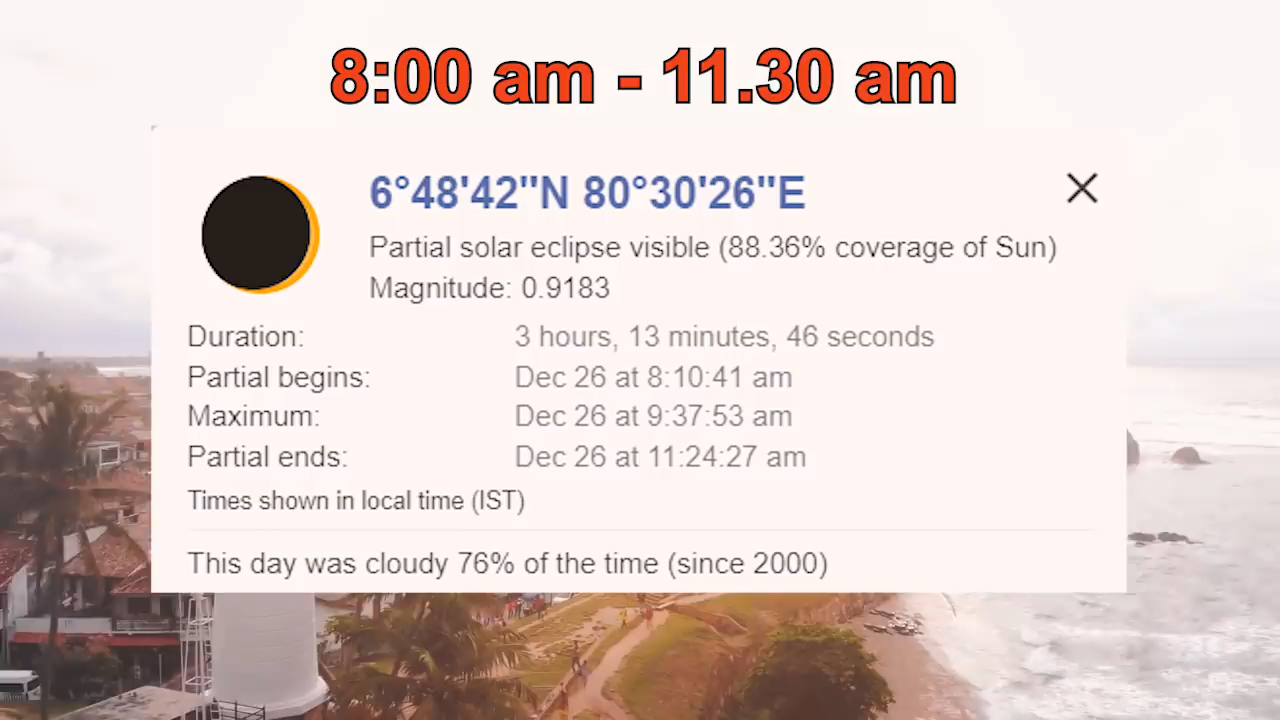 8:00 am - 11.30 am
6°48'42"N 80°30'26"E
Partial solar eclipse visible (88.36% coverage of Sun)
Magnitude: 0.9183
Duration: 3 hours, 13 minutes, 46 seconds
Partial begins: Dec 26 at 8:10:41 am
Maximum: Dec 26 at 9:37:53 am
Partial ends: Dec 26 at 11:24:27 am
Times shown in local time (IST)
This day was cloudy 76% of the time (since 2000)